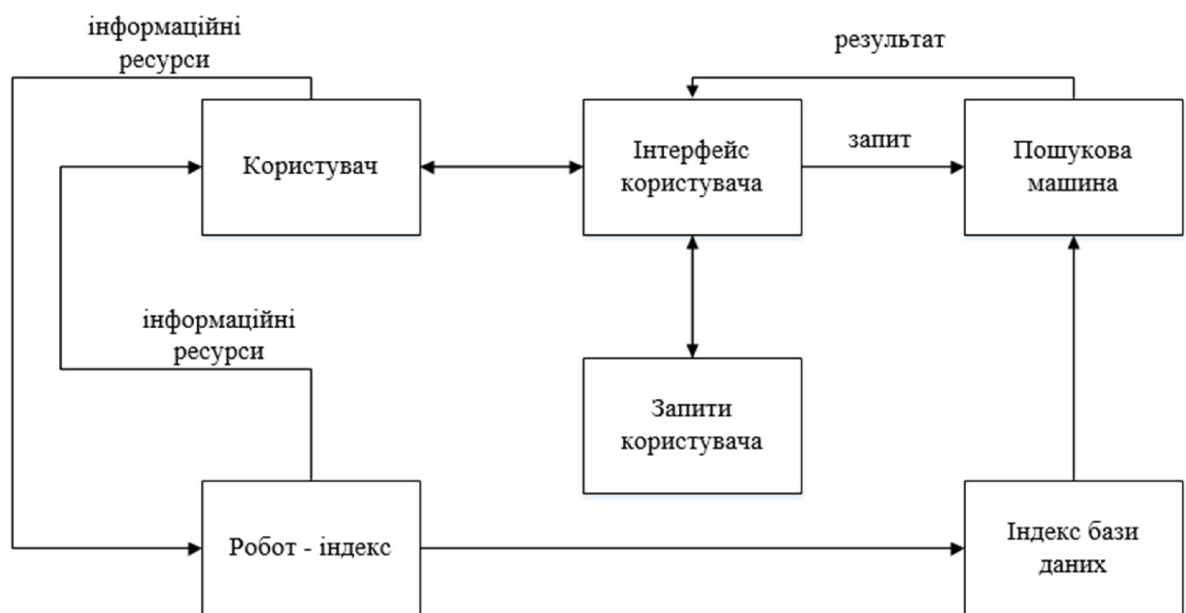 інформаційні
ресурси
результат
Користувач
Інтерфейс
користувача
запит
Пошукова
машина
інформаційні
ресурси
Запити
користувача
Робот - індекс
Індекс бази
даних